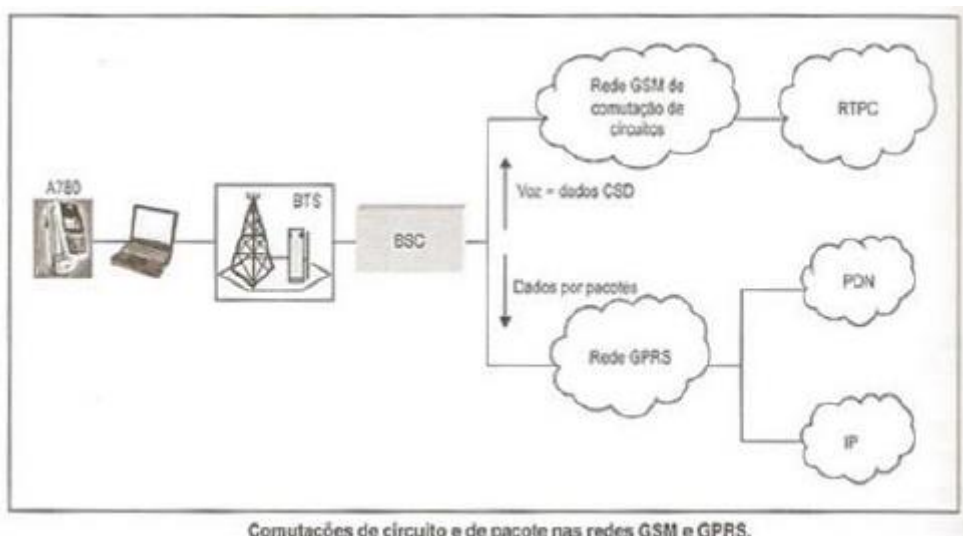 A780
BTS
BSC
Rede GSM de
comutação de
circuitos
RTPC
Voz = dados CSD
Dados por pacotes
Rede GPRS
PDN
IP
Comutações de circuito e de pacote nas redes GSM e GPRS.